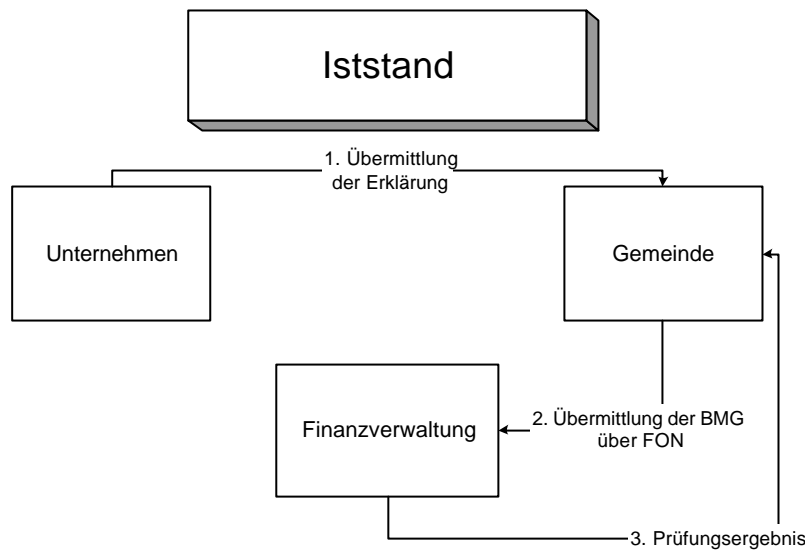 Iststand
1. Übermittlung
der Erklärung
Unternehmen
Gemeinde
Finanzverwaltung
2. Übermittlung der BMG
über FON
3. Prüfungsergebnis